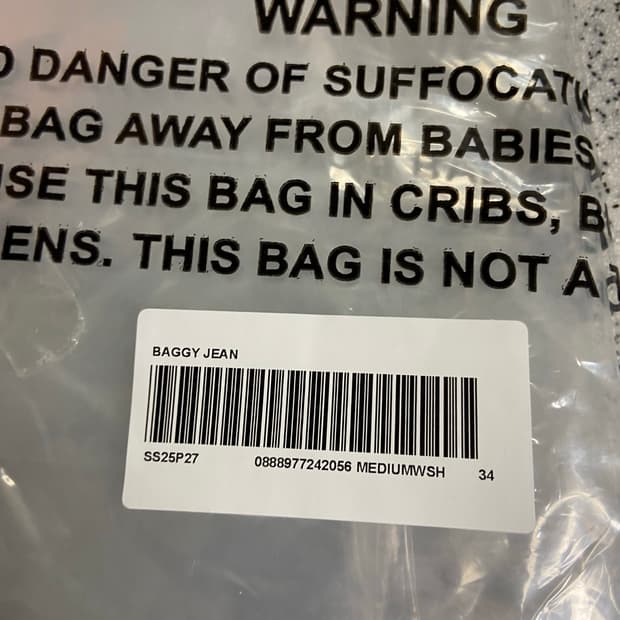 WARNING
DANGER OF SUFFOCATI
BAG AWAY FROM BABIES
SE THIS BAG IN CRIBS, B
ENS. THIS BAG IS NOT A
BAGGY JEAN
SS25P27 0888977242056 MEDIUMWSH 34